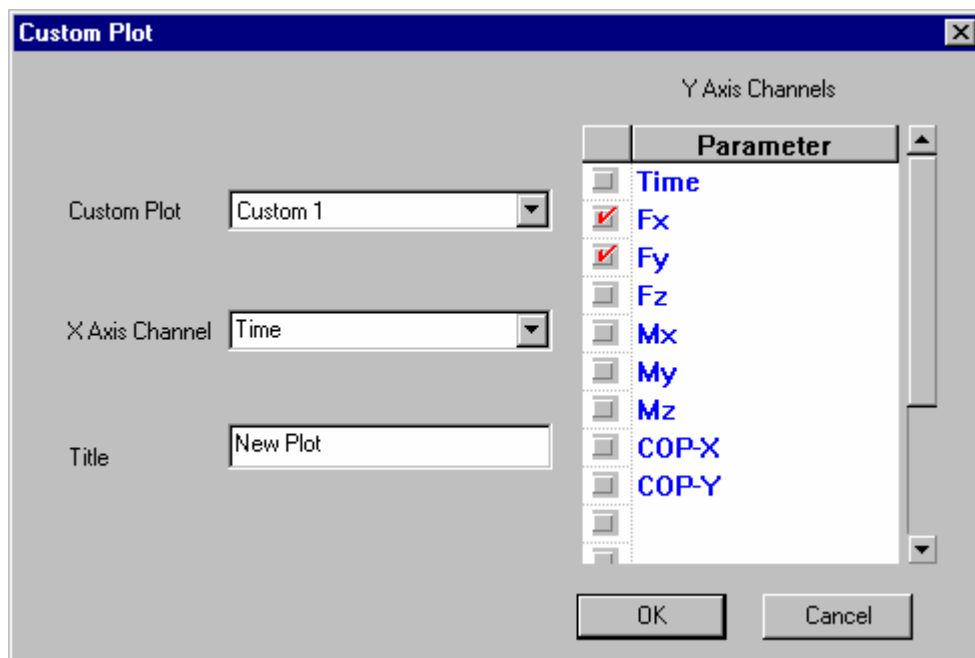 Custom Plot
Y Axis Channels
Parameter
Custom Plot
Custom 1
X Axis Channel
Time
Title
New Plot
Time
Fx
Fy
Fz
Mx
My
Mz
COP-X
COP-Y
OK
Cancel